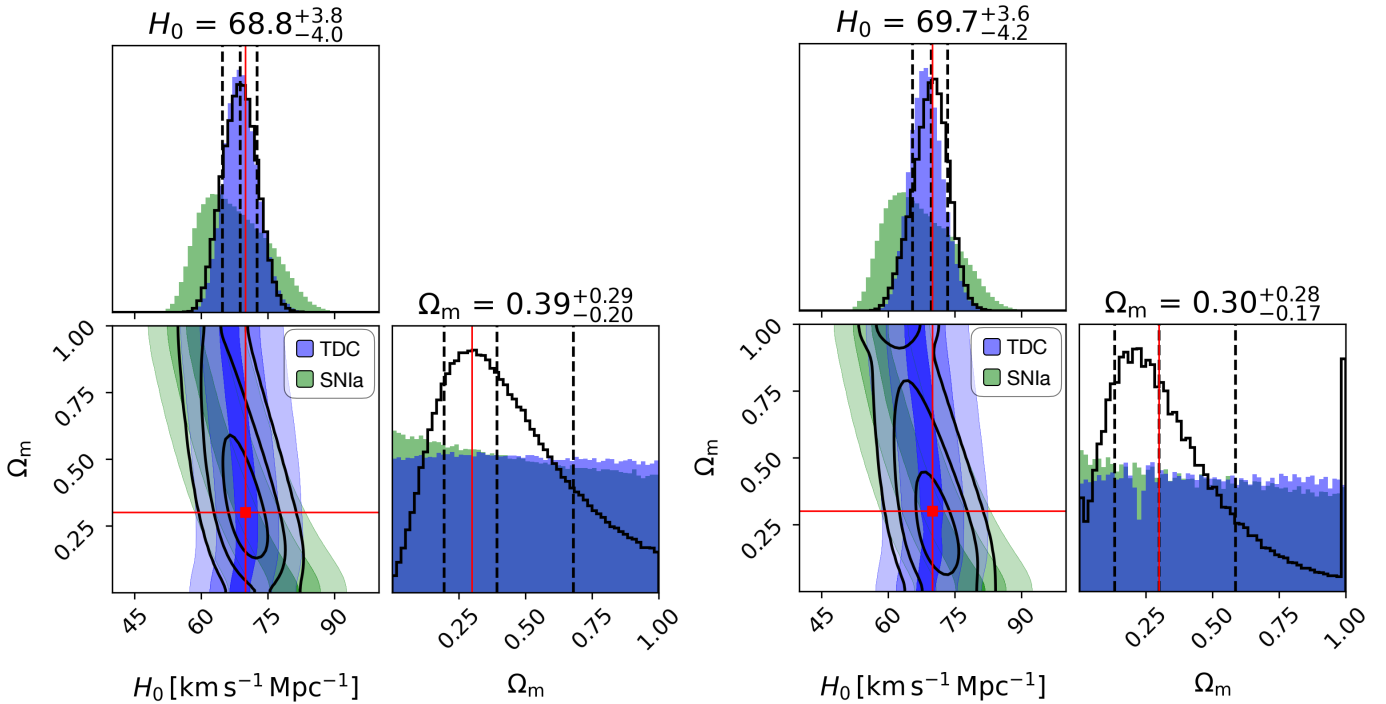 H₀ = 68.8⁺³·⁸₋₄.₀
Ωₘ = 0.39⁺⁰·²⁹₋₀.₂₀
TDC
SNIa
1.00
0.75
0.50
0.25
Ωₘ
45 60 75 90
H₀ [km s⁻¹ Mpc⁻¹]
0.25 0.50 0.75 1.00
Ωₘ
H₀ = 69.7⁺³·⁶₋₄.₂
Ωₘ = 0.30⁺⁰·²⁸₋₀.₁₇
TDC
SNIa
1.00
0.75
0.50
0.25
Ωₘ
45 60 75 90
H₀ [km s⁻¹ Mpc⁻¹]
0.25 0.50 0.75 1.00
Ωₘ